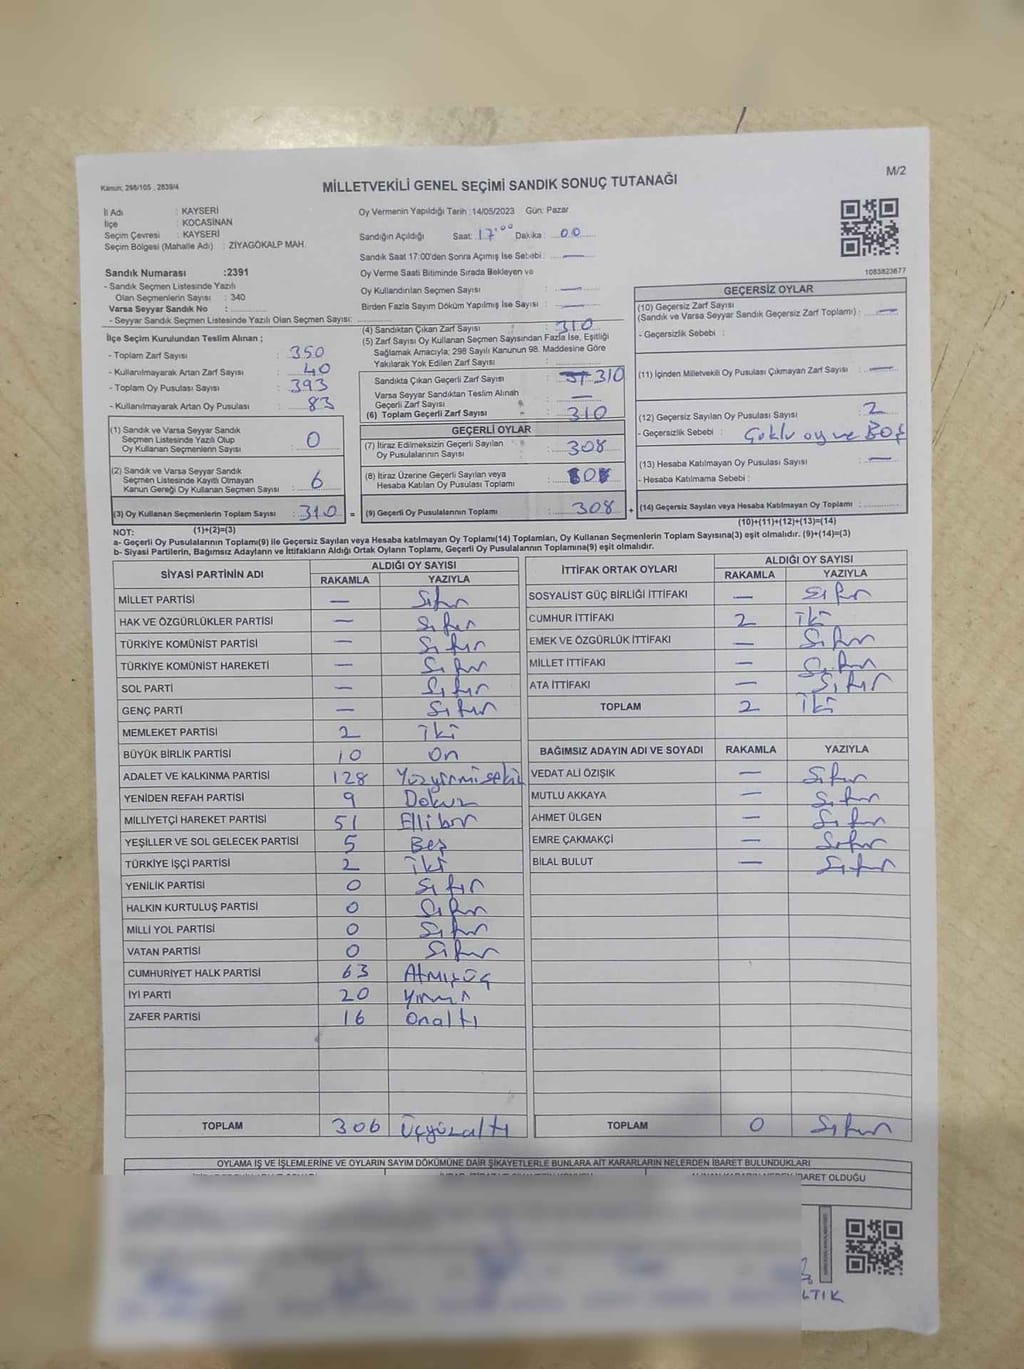 M/2
Kanun; 298/105 , 2839/4
MİLLETVEKİLİ GENEL SEÇİMİ SANDIK SONUÇ TUTANAĞI
İl Adı : KAYSERİ
İlçe : KOCASİNAN
Seçim Çevresi : KAYSERİ
Seçim Bölgesi (Mahalle Adı) : ZİYAGÖKALP MAH.
Oy Vermenin Yapıldığı Tarih :14/05/2023 Gün: Pazar
Sandığın Açıldığı Saat: 17:00 Dakika : 00
Sandık Saat 17:00'den Sonra Açımış İse Sebebi : —
Oy Verme Saati Bitiminde Sırada Bekleyen ve
Oy Kullandırılan Seçmen Sayısı : —
Birden Fazla Sayım Döküm Yapılmış İse Sayısı : —
1083823677
Sandık Numarası :2391
- Sandık Seçmen Listesinde Yazılı
Olan Seçmenlerin Sayısı : 340
Varsa Seyyar Sandık No :
- Seyyar Sandık Seçmen Listesinde Yazılı Olan Seçmen Sayısı:
İlçe Seçim Kurulundan Teslim Alınan ;
- Toplam Zarf Sayısı : 350
- Kullanılmayarak Artan Zarf Sayısı : 40
- Toplam Oy Pusulası Sayısı : 393
- Kullanılmayarak Artan Oy Pusulası : 83
(1) Sandık ve Varsa Seyyar Sandık
Seçmen Listesinde Yazılı Olup
Oy Kullanan Seçmenlerin Sayısı : 0
(2) Sandık ve Varsa Seyyar Sandık
Seçmen Listesinde Kayıtlı Olmayan
Kanun Gereği Oy Kullanan Seçmen Sayısı : 6
(3) Oy Kullanan Seçmenlerin Toplam Sayısı : 310 =
(1)+(2)=(3)
(4) Sandıktan Çıkan Zarf Sayısı : 310
(5) Zarf Sayısı Oy Kullanan Seçmen Sayısından Fazla İse, Eşitliği
Sağlamak Amacıyla; 298 Sayılı Kanunun 98. Maddesine Göre
Yakılarak Yok Edilen Zarf Sayısı :
Sandıkta Çıkan Geçerli Zarf Sayısı : 310
Varsa Seyyar Sandıktan Teslim Alınan
Geçerli Zarf Sayısı : —
(6) Toplam Geçerli Zarf Sayısı : 310
GEÇERLİ OYLAR
(7) İtiraz Edilmeksizin Geçerli Sayılan
Oy Pusulalarının Sayısı : 308
(8) İtiraz Üzerine Geçerli Sayılan veya
Hesaba Katılan Oy Pusulası Toplamı :
(9) Geçerli Oy Pusulalarının Toplamı : 308 +
GEÇERSİZ OYLAR
(10) Geçersiz Zarf Sayısı
(Sandık ve Varsa Seyyar Sandık Geçersiz Zarf Toplamı) : —
- Geçersizlik Sebebi :
(11) İçinden Milletvekili Oy Pusulası Çıkmayan Zarf Sayısı : —
(12) Geçersiz Sayılan Oy Pusulası Sayısı : 2
- Geçersizlik Sebebi : Çoklu oy ve Boş
(13) Hesaba Katılmayan Oy Pusulası Sayısı : —
- Hesaba Katılmama Sebebi :
(14) Geçersiz Sayılan veya Hesaba Katılmayan Oy Toplamı :
(10)+(11)+(12)+(13)=(14)
NOT:
a- Geçerli Oy Pusulalarının Toplamı(9) ile Geçersiz Sayılan veya Hesaba katılmayan Oy Toplamı(14) Toplamları, Oy Kullanan Seçmenlerin Toplam Sayısına(3) eşit olmalıdır. (9)+(14)=(3)
b- Siyasi Partilerin, Bağımsız Adayların ve İttifakların Aldığı Ortak Oyların Toplamı, Geçerli Oy Pusulalarının Toplamına(9) eşit olmalıdır.
SİYASİ PARTİNİN ADI ALDIĞI OY SAYISI
RAKAMLA YAZIYLA
MİLLET PARTİSİ — Sıfır
HAK VE ÖZGÜRLÜKLER PARTİSİ — Sıfır
TÜRKİYE KOMÜNİST PARTİSİ — Sıfır
TÜRKİYE KOMÜNİST HAREKETİ — Sıfır
SOL PARTİ — Sıfır
GENÇ PARTİ — Sıfır
MEMLEKET PARTİSİ 2 İki
BÜYÜK BİRLİK PARTİSİ 10 On
ADALET VE KALKINMA PARTİSİ 128 Yüzyirmisekiz
YENİDEN REFAH PARTİSİ 9 Dokuz
MİLLİYETÇİ HAREKET PARTİSİ 51 Ellibir
YEŞİLLER VE SOL GELECEK PARTİSİ 5 Beş
TÜRKİYE İŞÇİ PARTİSİ 2 iki
YENİLİK PARTİSİ 0 Sıfır
HALKIN KURTULUŞ PARTİSİ 0 Sıfır
MİLLİ YOL PARTİSİ 0 Sıfır
VATAN PARTİSİ 0 Sıfır
CUMHURİYET HALK PARTİSİ 63 Atmışüç
İYİ PARTİ 20 Yirmi
ZAFER PARTİSİ 16 Onaltı
TOPLAM 306 Üçyüzaltı
İTTİFAK ORTAK OYLARI ALDIĞI OY SAYISI
RAKAMLA YAZIYLA
SOSYALİST GÜÇ BİRLİĞİ İTTİFAKI — Sıfır
CUMHUR İTTİFAKI 2 İki
EMEK VE ÖZGÜRLÜK İTTİFAKI — Sıfır
MİLLET İTTİFAKI — Sıfır
ATA İTTİFAKI — Sıfır
TOPLAM 2 İki
BAĞIMSIZ ADAYIN ADI VE SOYADI RAKAMLA YAZIYLA
VEDAT ALİ ÖZIŞIK — Sıfır
MUTLU AKKAYA — Sıfır
AHMET ÜLGEN — Sıfır
EMRE ÇAKMAKÇİ — Sıfır
BİLAL BULUT — Sıfır
TOPLAM 0 Sıfır
OYLAMA İŞ VE İŞLEMLERİNE VE OYLARIN SAYIM DÖKÜMÜNE DAİR ŞİKAYETLERLE BUNLARA AİT KARARLARIN NELERDEN İBARET BULUNDUKLARI
BARET OLDUĞU
LTIK